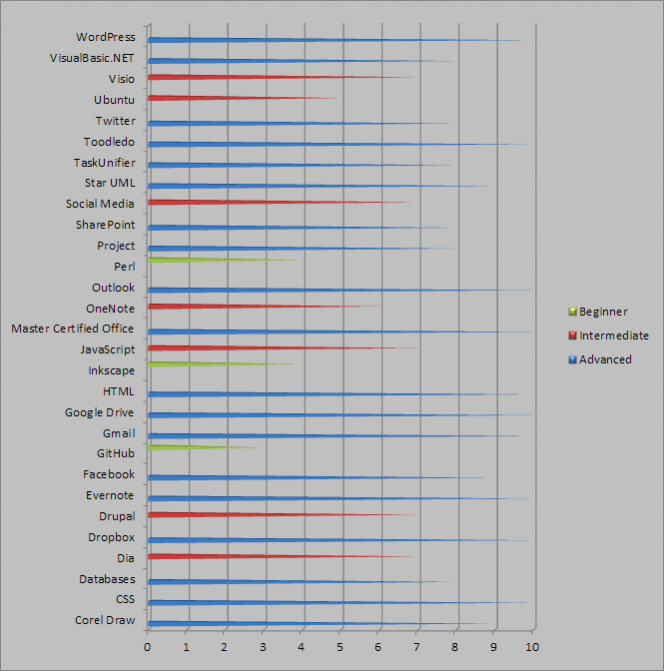 WordPress
VisualBasic.NET
Visio
Ubuntu
Twitter
Toodledo
TaskUnifier
Star UML
Social Media
SharePoint
Project
Perl
Outlook
OneNote
Master Certified Office
JavaScript
Inkscape
HTML
Google Drive
Gmail
GitHub
Facebook
Evernote
Drupal
Dropbox
Dia
Databases
CSS
Corel Draw
0 1 2 3 4 5 6 7 8 9 10
Beginner
Intermediate
Advanced